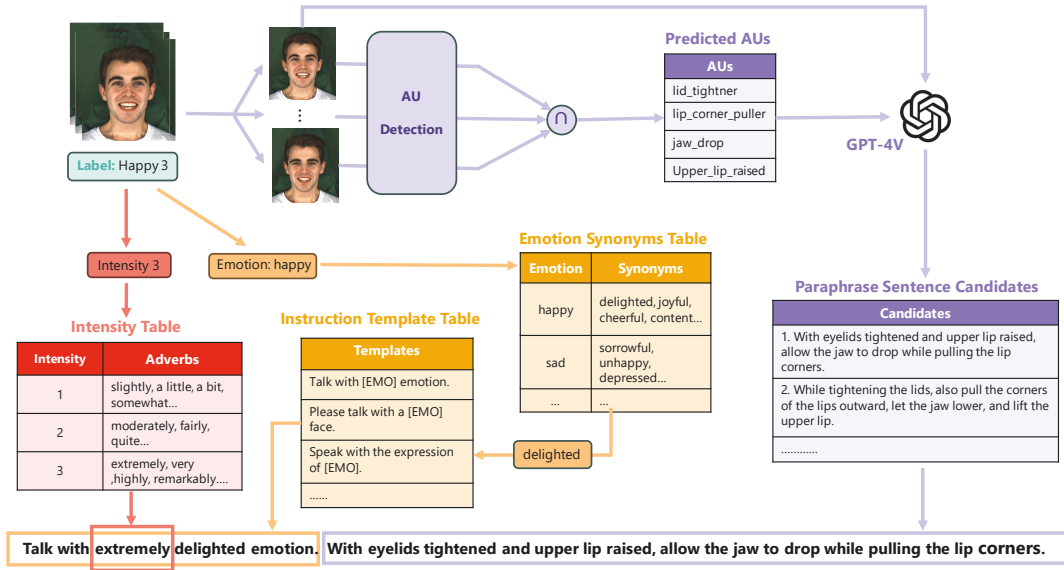 Label: Happy 3
⋮
AU
Detection
∩
Predicted AUs
AUs
lid_tightner
lip_corner_puller
jaw_drop
Upper_lip_raised
GPT-4V
Intensity 3
Emotion: happy
Emotion Synonyms Table
Emotion Synonyms
happy
delighted, joyful,
cheerful, content...
sad
sorrowful,
unhappy,
depressed...
... ...
Intensity Table
Intensity Adverbs
1
slightly, a little, a bit,
somewhat...
2
moderately, fairly,
quite...
3
extremely, very
,highly, remarkably....
Instruction Template Table
Templates
Talk with [EMO] emotion.
Please talk with a [EMO]
face.
Speak with the expression
of [EMO].
......
delighted
Paraphrase Sentence Candidates
Candidates
1. With eyelids tightened and upper lip raised,
allow the jaw to drop while pulling the lip
corners.
2. While tightening the lids, also pull the corners
of the lips outward, let the jaw lower, and lift the
upper lip.
............
Talk with extremely delighted emotion. With eyelids tightened and upper lip raised, allow the jaw to drop while pulling the lip corners.